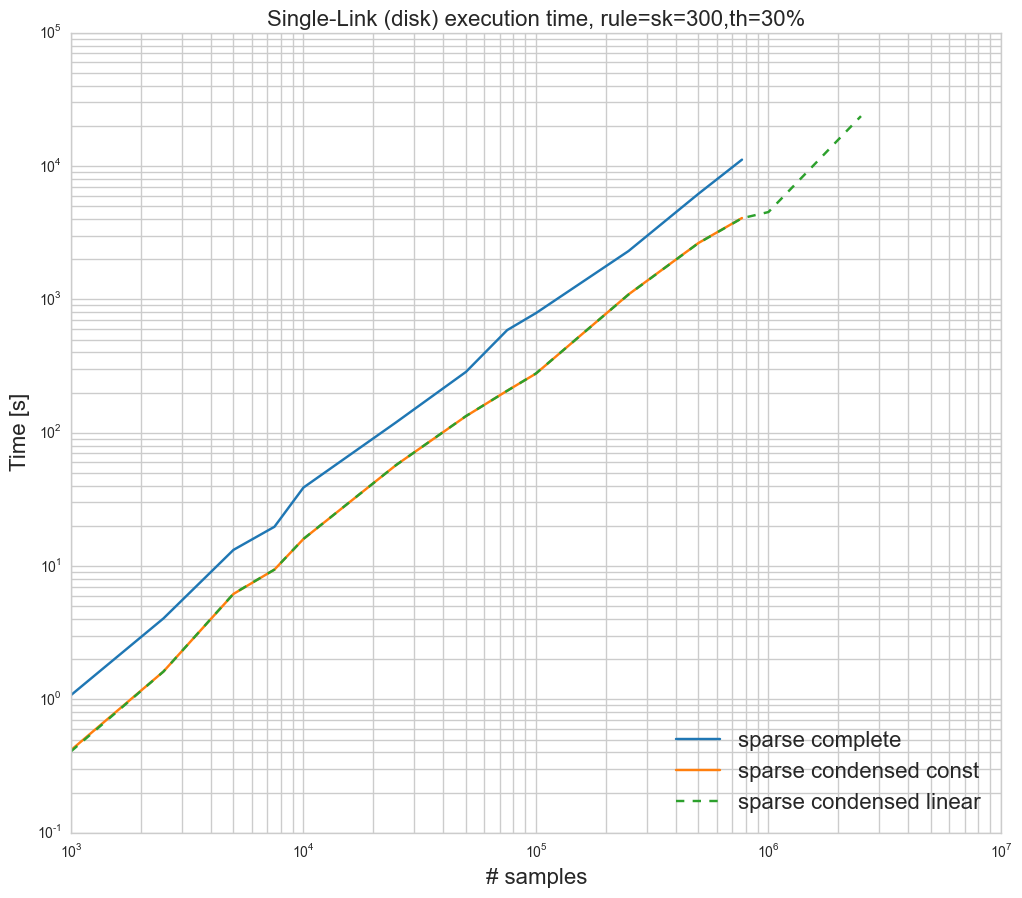 Single-Link (disk) execution time, rule=sk=300,th=30%
10^5
10^4
10^3
10^2
10^1
10^0
10^-1
Time [s]
sparse complete
sparse condensed const
sparse condensed linear
10^3 10^4 10^5 10^6 10^7
# samples